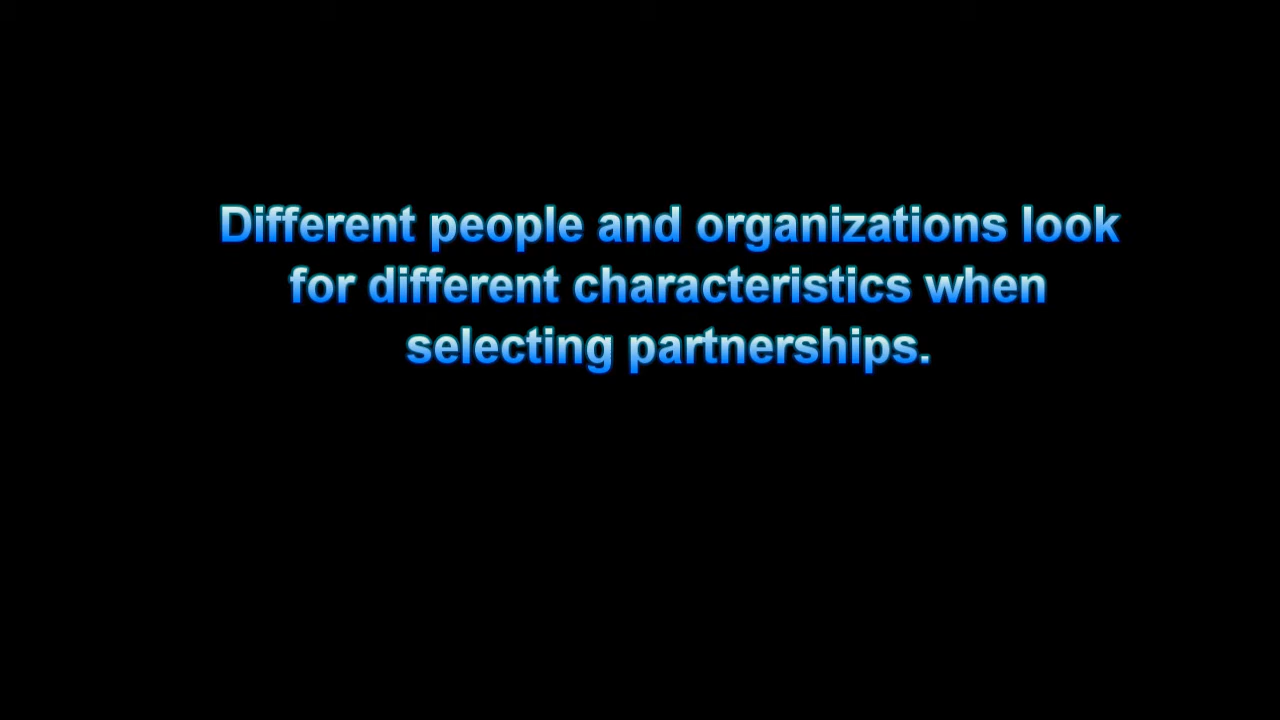 Different people and organizations look
for different characteristics when
selecting partnerships.